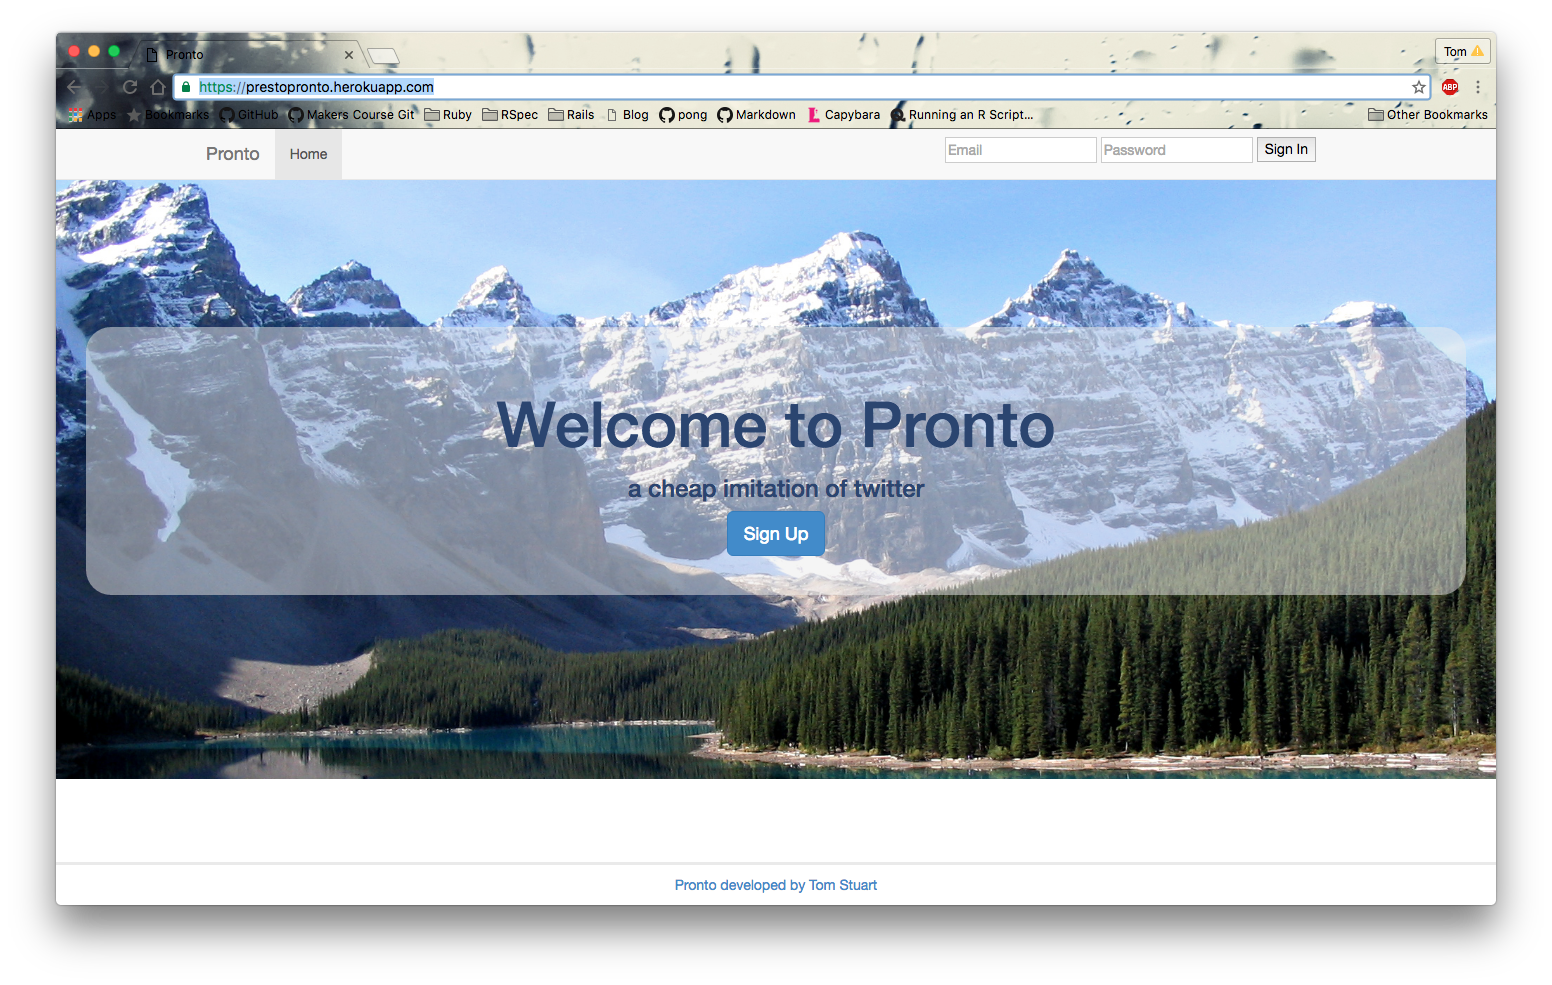 Pronto
Tom
https://prestopronto.herokuapp.com
ABP
Apps Bookmarks GitHub Makers Course Git Ruby RSpec Rails Blog pong Markdown Capybara Running an R Script... Other Bookmarks
Pronto Home Email Password Sign In
Welcome to Pronto
a cheap imitation of twitter
Sign Up
Pronto developed by Tom Stuart